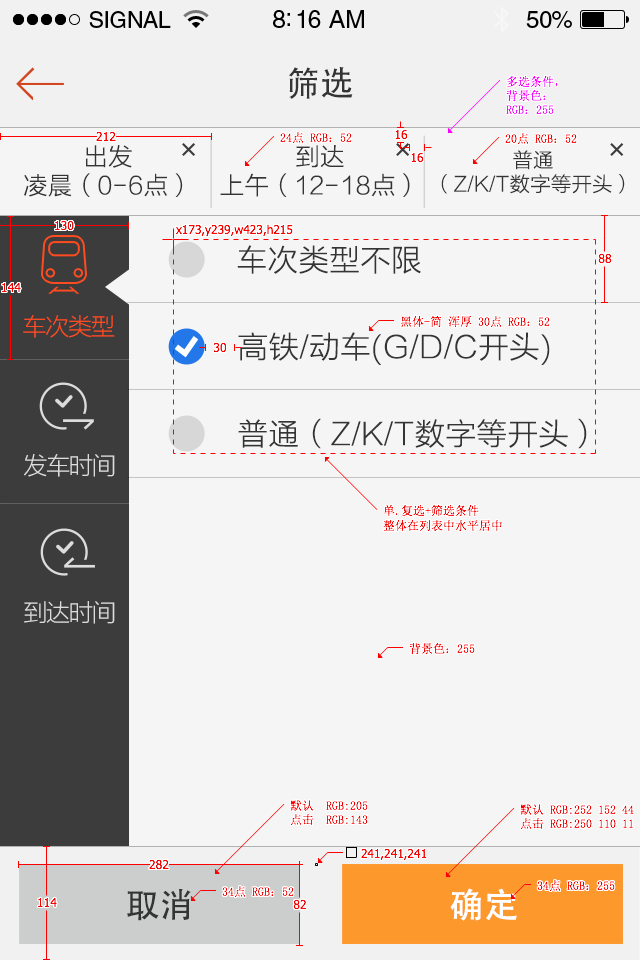 SIGNAL 8:16 AM 50%
筛选
多选条件,
背景色:
RGB: 255
212
24点 RGB: 52
16
20点 RGB: 52
出发
凌晨（0-6点）
到达
上午（12-18点）
16
普通
（Z/K/T数字等开头）
130
144
车次类型
发车时间
到达时间
x173,y239,w423,h215
88
车次类型不限
黑体-简 浑厚 30点 RGB: 52
30
高铁/动车(G/D/C开头)
普通（Z/K/T数字等开头）
单.复选+筛选条件
整体在列表中水平居中
背景色: 255
默认 RGB:205
点击 RGB:143
默认 RGB:252 152 44
点击 RGB:250 110 11
241,241,241
282
114
取消
34点 RGB: 52
82
确定
34点 RGB: 255